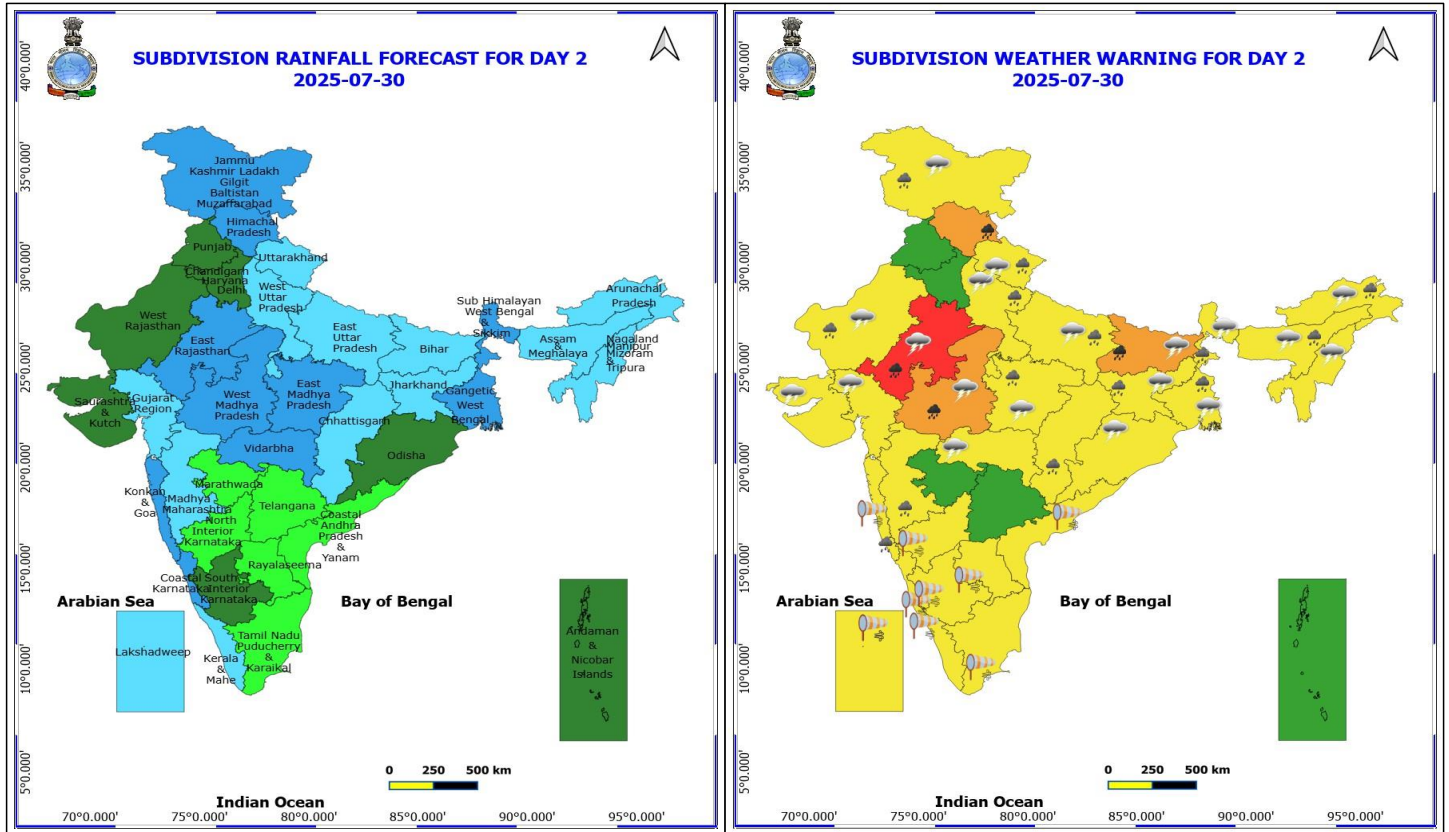 SUBDIVISION RAINFALL FORECAST FOR DAY 2
2025-07-30
40°0.000'
35°0.000'
30°0.000'
25°0.000'
20°0.000'
15°0.000'
10°0.000'
5°0.000'
Jammu
Kashmir Ladakh
Gilgit
Baltistan
Muzaffarabad
Himachal
Pradesh
Punjab
Uttarakhand
Chandigarh
Haryana
Delhi
West
Uttar
Pradesh
Arunachal
Pradesh
West
Rajasthan
Sub Himalayan
West Bengal
&
Sikkim
East
Rajasthan
East
Uttar
Pradesh
Bihar
Assam
&
Meghalaya
Nagaland
Manipur
Mizoram
&
Tripura
Jharkhand
Saurashtra
&
Kutch
Gujarat
Region
West
Madhya
Pradesh
East
Madhya
Pradesh
Gangetic
West
Bengal
Chhattisgarh
Vidarbha
Odisha
Konkan
&
Goa
Madhya
Maharashtra
Marathwada
Telangana
North
Interior
Karnataka
Coastal
Andhra
Pradesh
&
Yanam
Rayalaseema
Coastal
Karnataka
South
Interior
Karnataka
Arabian Sea
Bay of Bengal
Lakshadweep
Kerala
&
Mahe
Tamil Nadu
Puducherry
&
Karaikal
Andaman
&
Nicobar
Islands
0 250 500 km
Indian Ocean
70°0.000' 75°0.000' 80°0.000' 85°0.000' 90°0.000' 95°0.000'
SUBDIVISION WEATHER WARNING FOR DAY 2
2025-07-30
40°0.000'
35°0.000'
30°0.000'
25°0.000'
20°0.000'
15°0.000'
10°0.000'
5°0.000'
Arabian Sea
Bay of Bengal
0 250 500 km
Indian Ocean
70°0.000' 75°0.000' 80°0.000' 85°0.000' 90°0.000' 95°0.000'